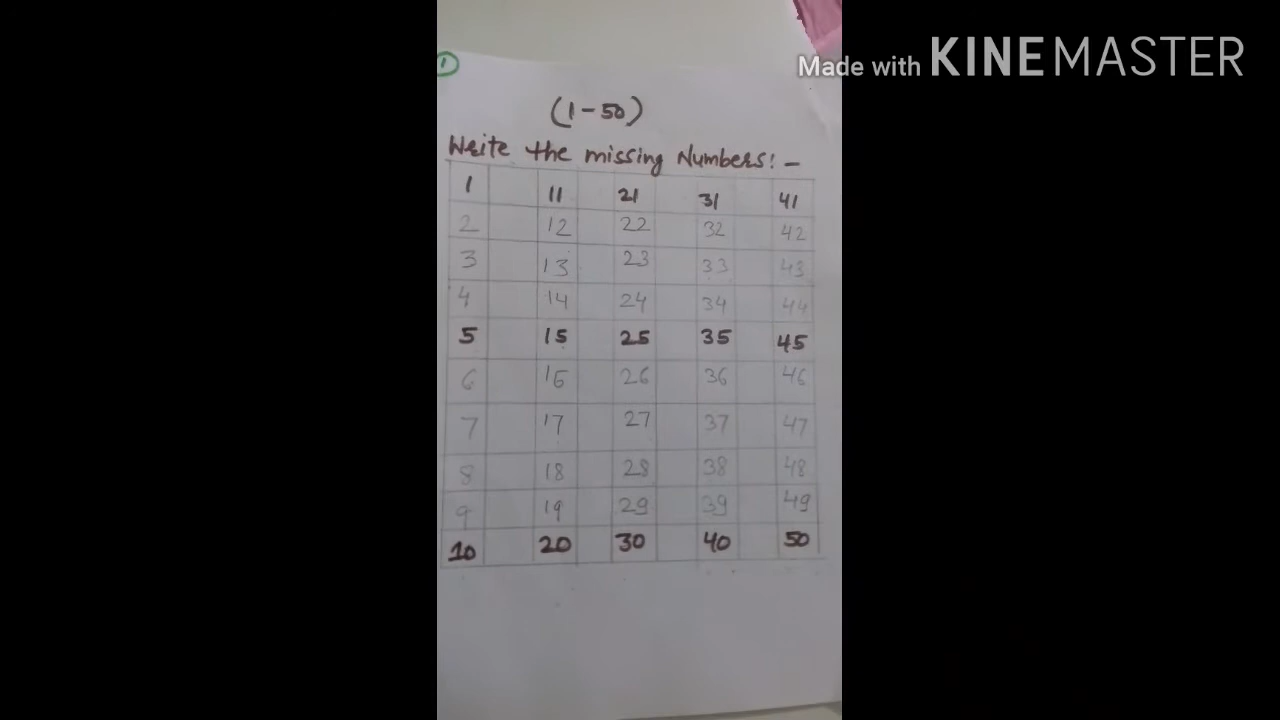 Made with KINEMASTER
1
(1-50)
Write the missing Numbers:-
1 11 21 31 41
2 12 22 32 42
3 13 23 33 43
4 14 24 34 44
5 15 25 35 45
6 16 26 36 46
7 17 27 37 47
8 18 28 38 48
9 19 29 39 49
10 20 30 40 50